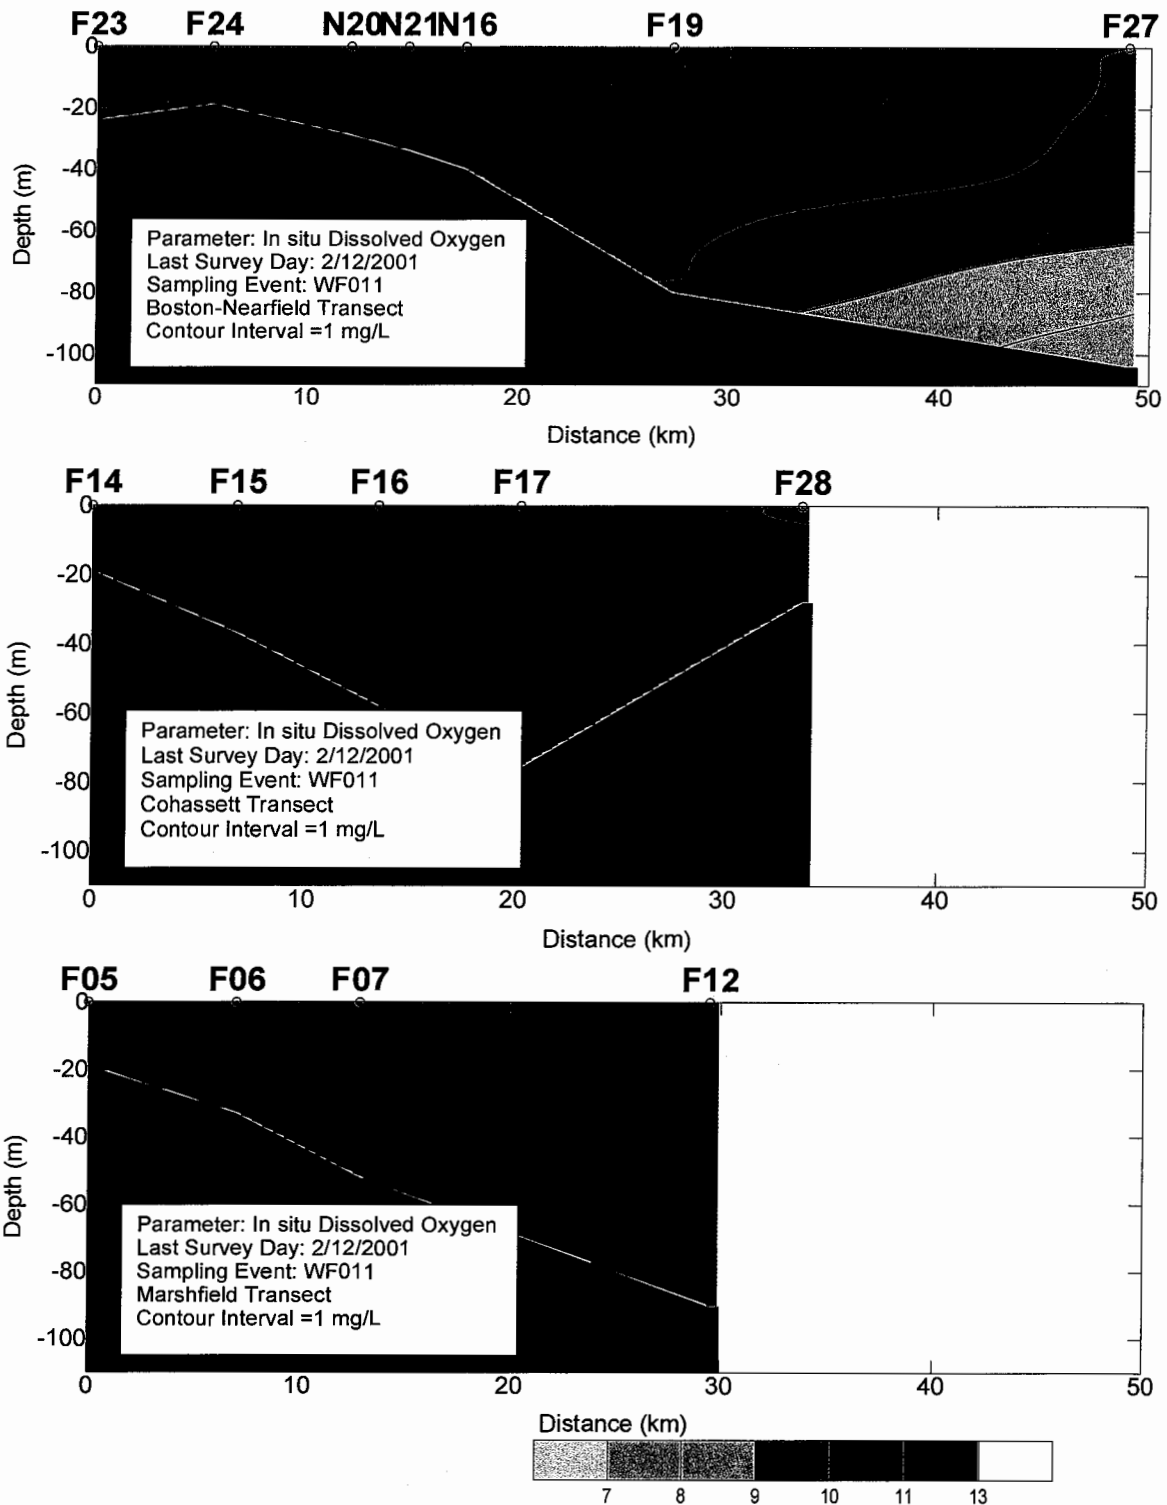 F23 F24 N20 N21 N16 F19 F27
0
-20
-40
-60
-80
-100
Depth (m)
Parameter: In situ Dissolved Oxygen
Last Survey Day: 2/12/2001
Sampling Event: WF011
Boston-Nearfield Transect
Contour Interval =1 mg/L
0 10 20 30 40 50
Distance (km)
F14 F15 F16 F17 F28
0
-20
-40
-60
-80
-100
Depth (m)
Parameter: In situ Dissolved Oxygen
Last Survey Day: 2/12/2001
Sampling Event: WF011
Cohassett Transect
Contour Interval =1 mg/L
0 10 20 30 40 50
Distance (km)
F05 F06 F07 F12
0
-20
-40
-60
-80
-100
Depth (m)
Parameter: In situ Dissolved Oxygen
Last Survey Day: 2/12/2001
Sampling Event: WF011
Marshfield Transect
Contour Interval =1 mg/L
0 10 20 30 40 50
Distance (km)
7 8 9 10 11 13